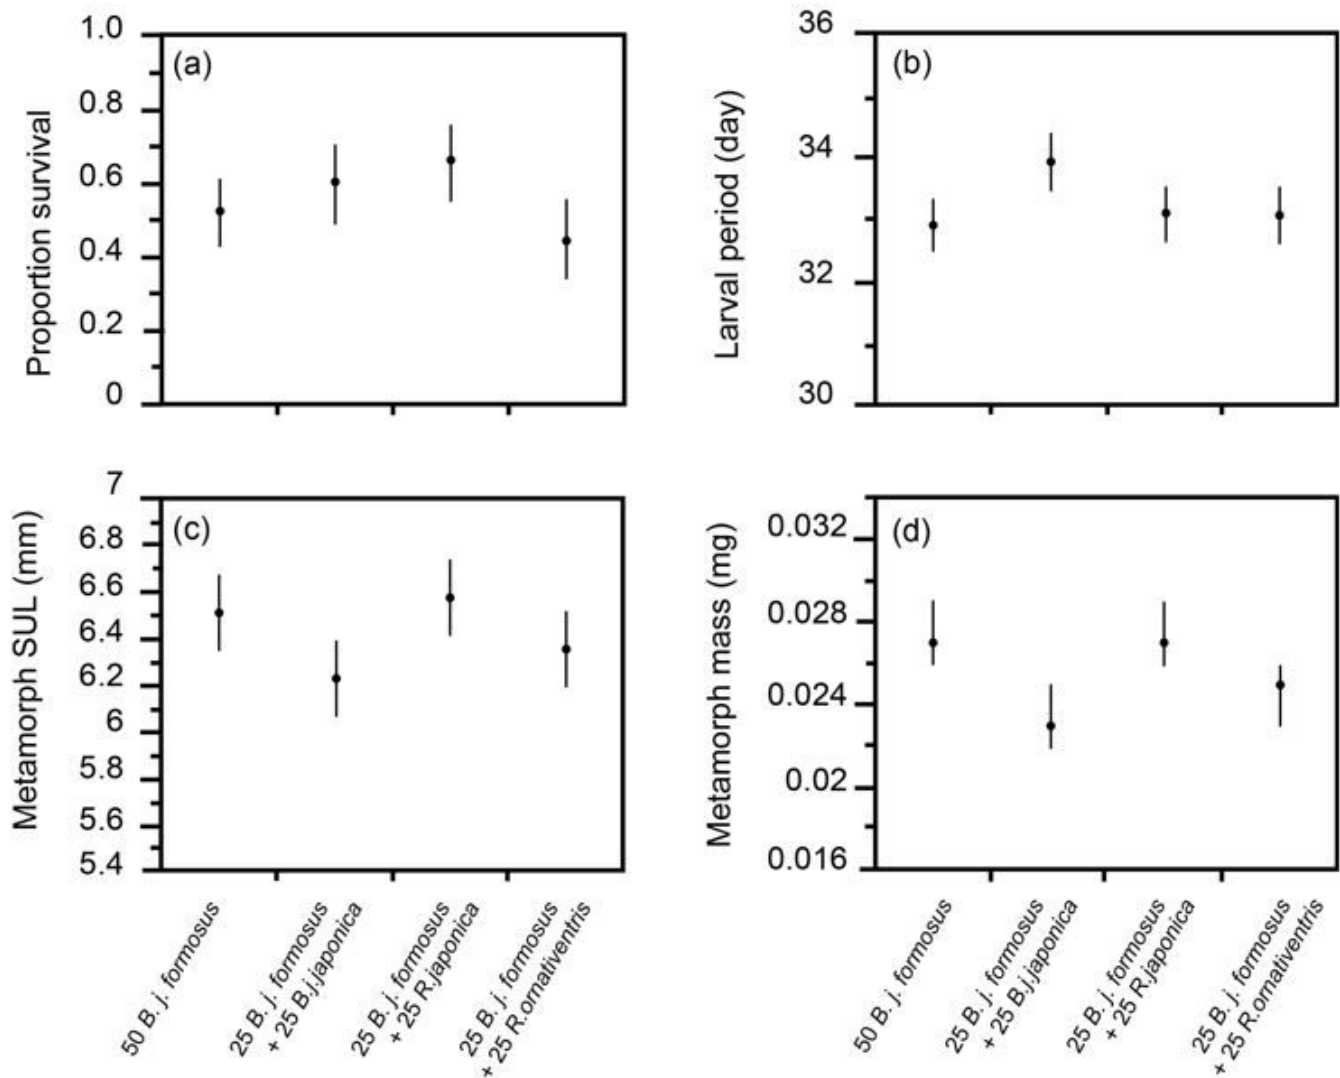 1.0
0.8
0.6
0.4
0.2
0
Proportion survival
(a)
36
34
32
30
Larval period (day)
(b)
7
6.8
6.6
6.4
6.2
6
5.8
5.6
5.4
Metamorph SUL (mm)
(c)
0.032
0.028
0.024
0.02
0.016
Metamorph mass (mg)
(d)
50 B. j. formosus
25 B. j. formosus
+ 25 B.j.japonica
25 B. j. formosus
+ 25 R.japonica
25 B. j. formosus
+ 25 R.ornativentris
50 B. j. formosus
25 B. j. formosus
+ 25 B.j.japonica
25 B. j. formosus
+ 25 R.japonica
25 B. j. formosus
+ 25 R.ornativentris